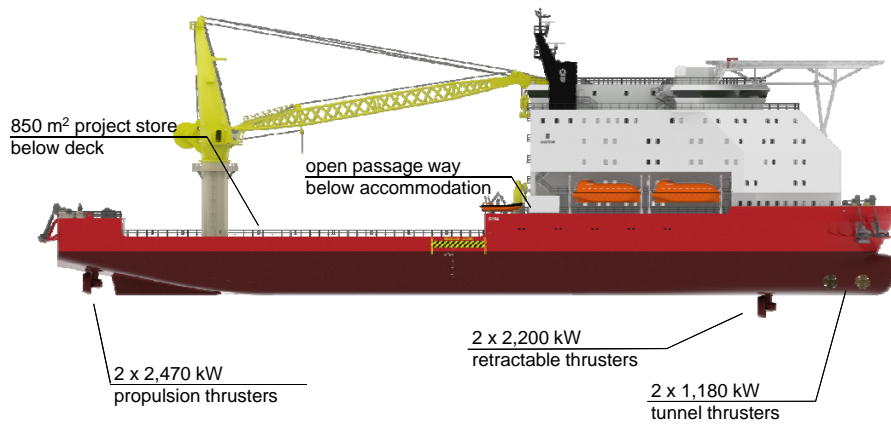 850 m² project store
below deck
open passage way
below accommodation
2 x 2,200 kW
retractable thrusters
2 x 2,470 kW
propulsion thrusters
2 x 1,180 kW
tunnel thrusters